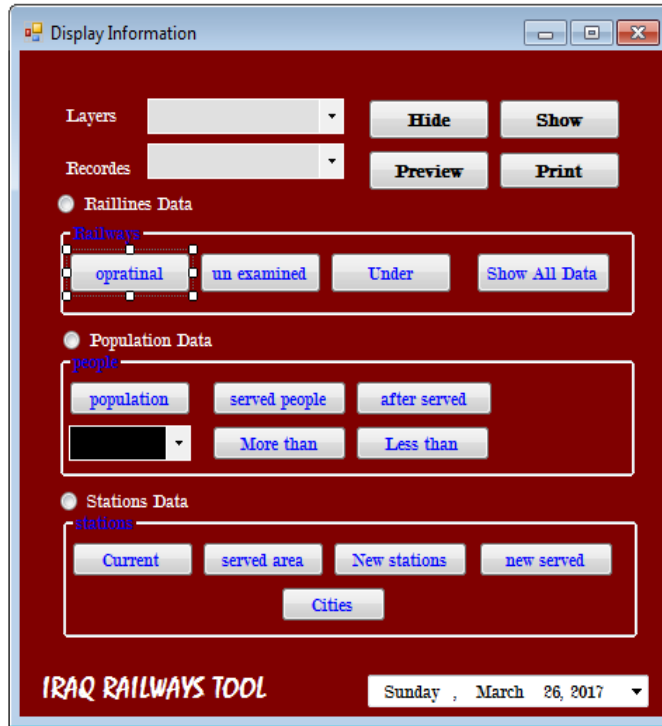 Display Information
Layers Hide Show
Recordes Preview Print
Raillines Data
Railways
opratinal un examined Under Show All Data
Population Data
people
population served people after served
More than Less than
Stations Data
stations
Current served area New stations new served
Cities
IRAQ RAILWAYS TOOL Sunday , March 26, 2017